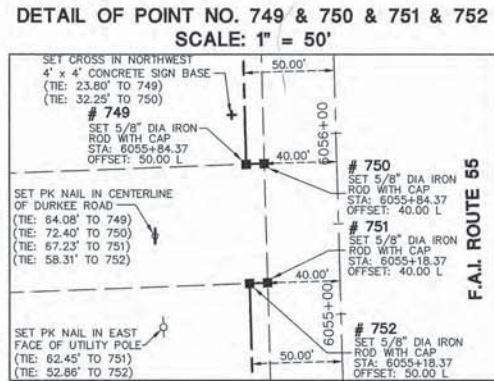 DETAIL OF POINT NO. 749 & 750 & 751 & 752
SCALE: 1" = 50'
SET CROSS IN NORTHWEST
4' x 4' CONCRETE SIGN BASE
(TIE: 23.80' TO 749)
(TIE: 32.25' TO 750)
50.00'
# 749
SET 5/8" DIA IRON
ROD WITH CAP
STA: 6055+84.37
OFFSET: 50.00 L
40.00'
6056+00
# 750
SET 5/8" DIA IRON
ROD WITH CAP
STA: 6055+84.37
OFFSET: 40.00 L
SET PK NAIL IN CENTERLINE
OF DURKEE ROAD
(TIE: 64.08' TO 749)
(TIE: 72.40' TO 750)
(TIE: 67.23' TO 751)
(TIE: 58.31' TO 752)
# 751
SET 5/8" DIA IRON
ROD WITH CAP
STA: 6055+18.37
OFFSET: 40.00 L
40.00'
6055+00
F.A.I. ROUTE 55
SET PK NAIL IN EAST
FACE OF UTILITY POLE
(TIE: 62.45' TO 751)
(TIE: 52.86' TO 752)
# 752
SET 5/8" DIA IRON
ROD WITH CAP
STA: 6055+18.37
OFFSET: 50.00 L
50.00'